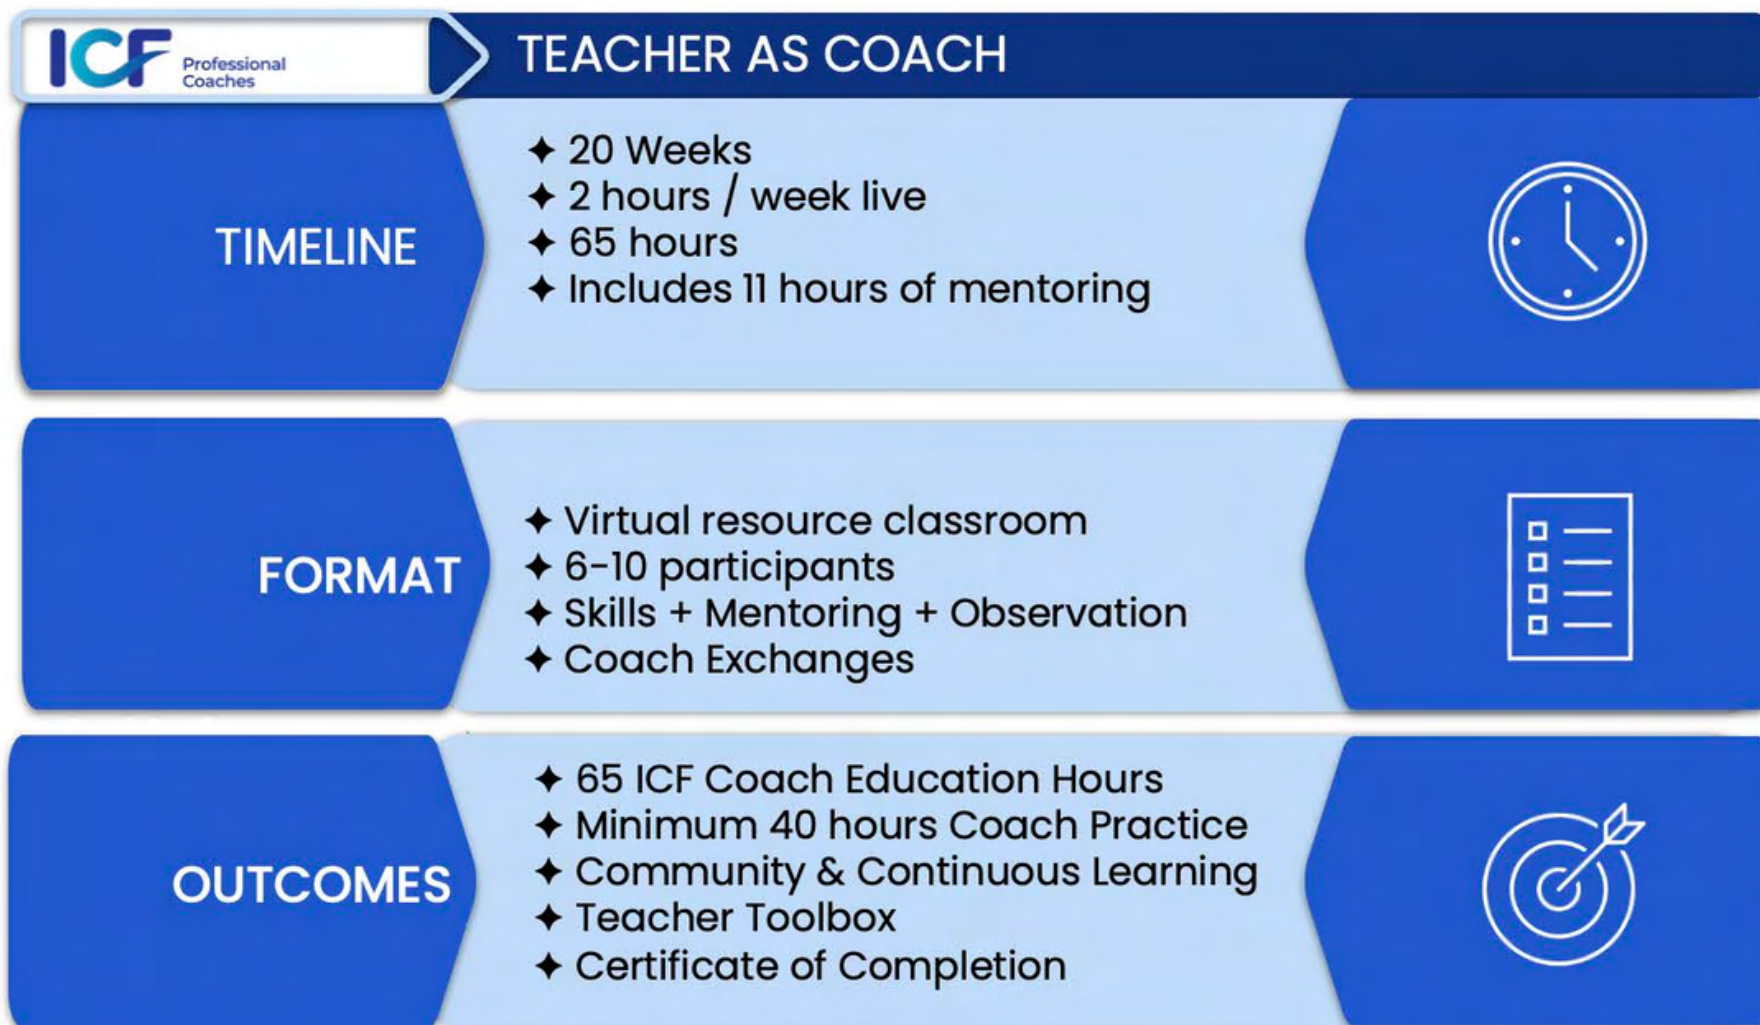 ICF Professional Coaches
TEACHER AS COACH
TIMELINE
✦ 20 Weeks
✦ 2 hours / week live
✦ 65 hours
✦ Includes 11 hours of mentoring
FORMAT
✦ Virtual resource classroom
✦ 6-10 participants
✦ Skills + Mentoring + Observation
✦ Coach Exchanges
OUTCOMES
✦ 65 ICF Coach Education Hours
✦ Minimum 40 hours Coach Practice
✦ Community & Continuous Learning
✦ Teacher Toolbox
✦ Certificate of Completion